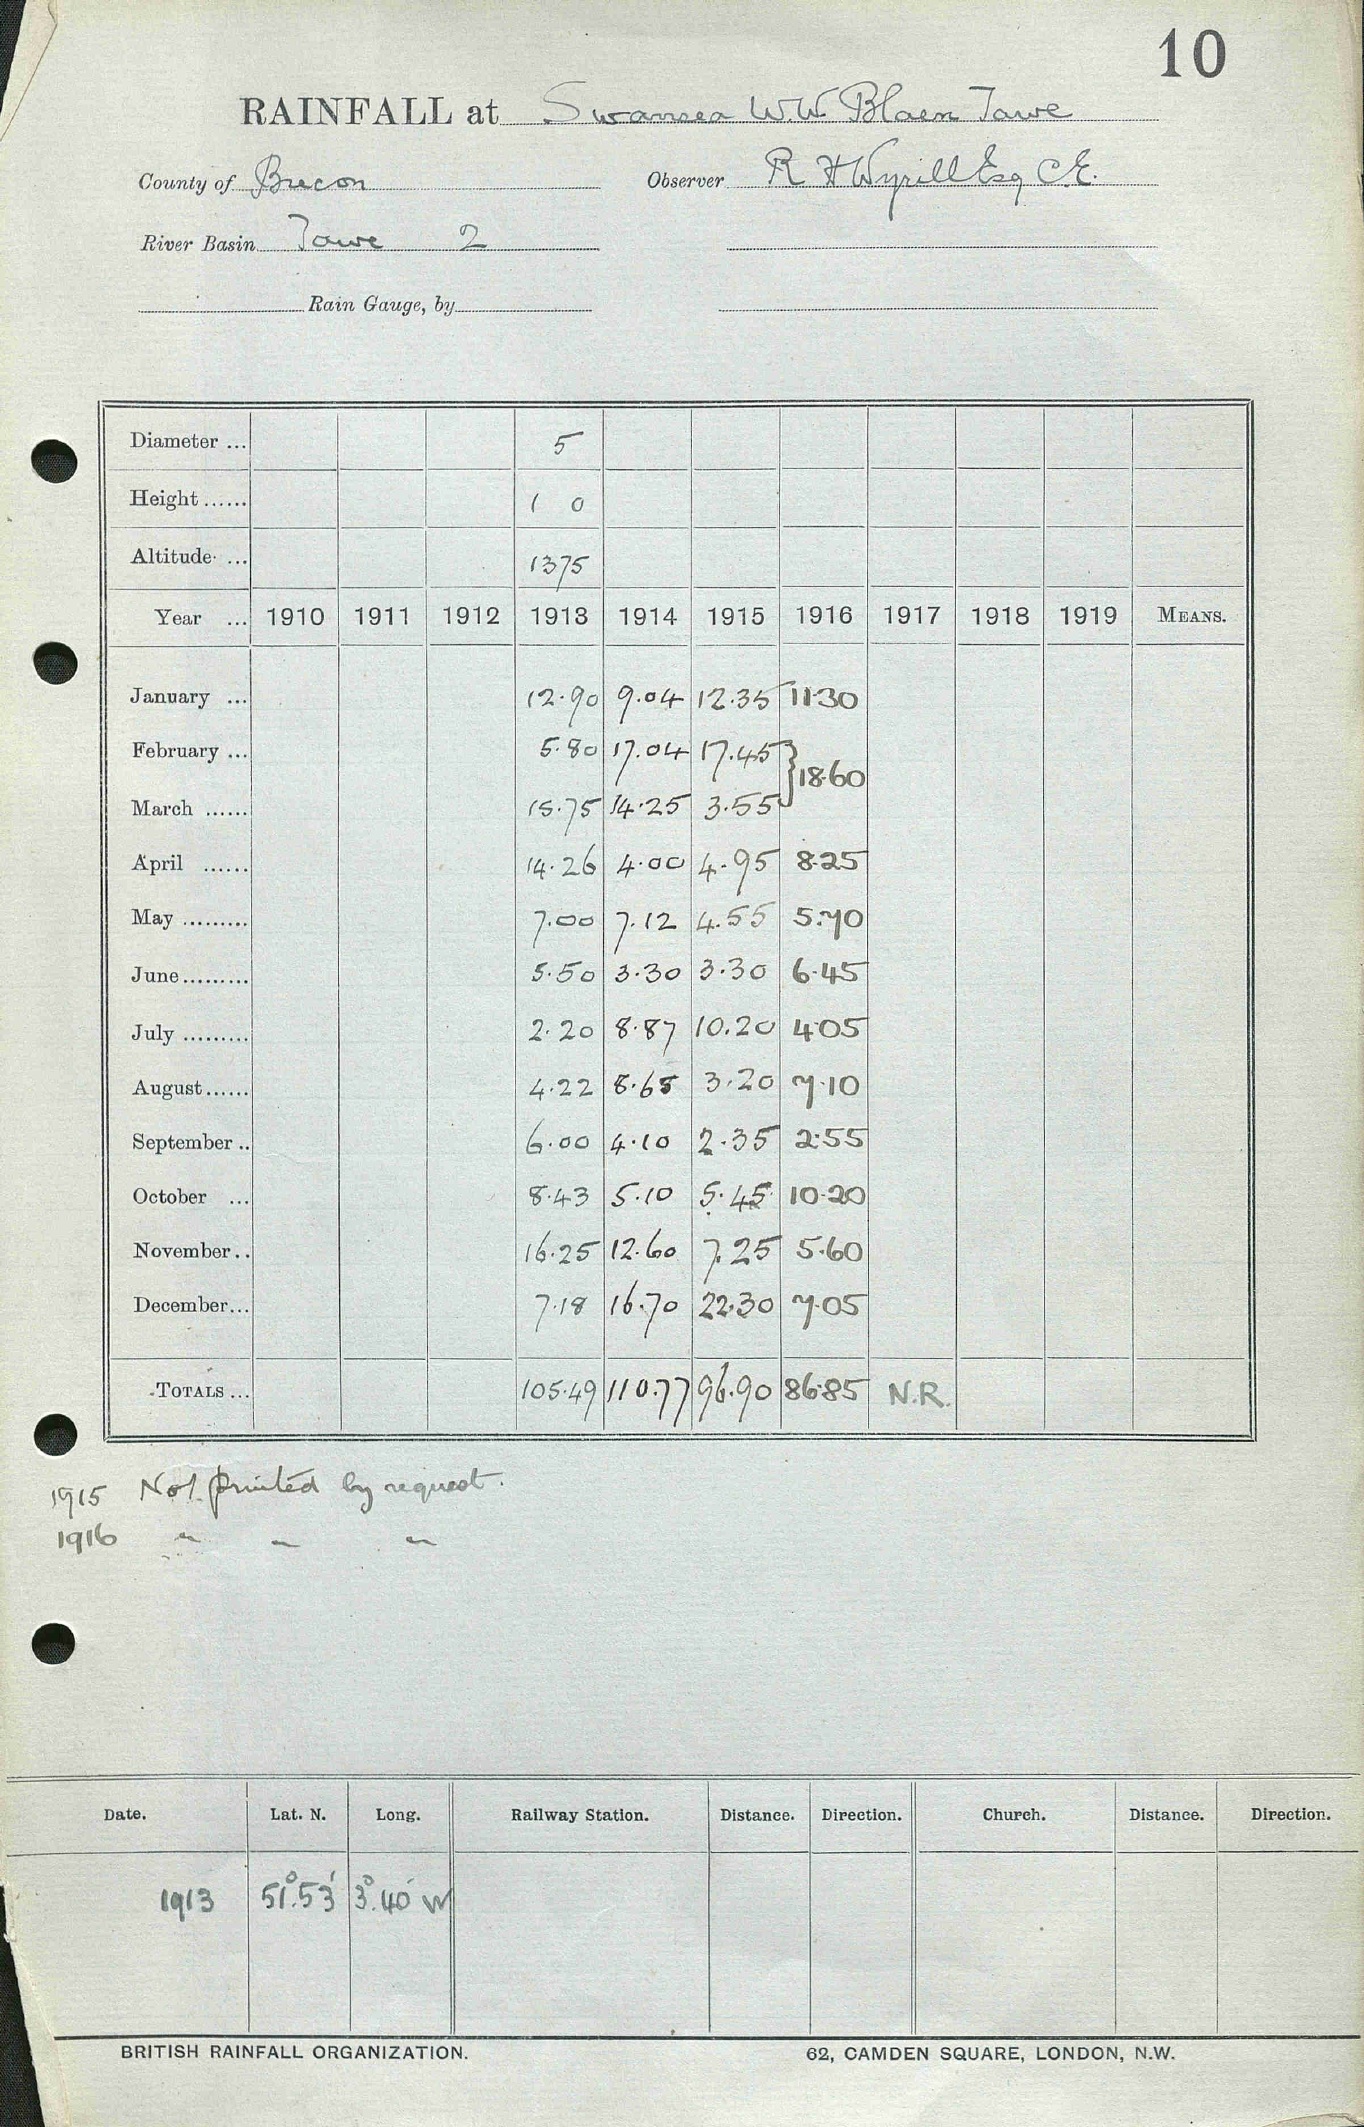 10
RAINFALL at Swansea W.W. Blaen Tawe
County of Brecon Observer R H Wyrill Esq C.E.
River Basin Tawe 2
Rain Gauge, by
Diameter ... 5
Height ...... 1 0
Altitude ... 1375
Year ... 1910 1911 1912 1913 1914 1915 1916 1917 1918 1919 MEANS.
January ... 12.90 9.04 12.35 11.30
February ... 5.80 17.04 17.45 } 18.60
March ...... 15.75 14.25 3.55
April ...... 14.26 4.00 4.95 8.25
May ......... 7.00 7.12 4.55 5.70
June ......... 5.50 3.30 3.30 6.45
July ......... 2.20 8.87 10.20 4.05
August ...... 4.22 8.65 3.20 7.10
September .. 6.00 4.10 2.35 2.55
October ... 8.43 5.10 5.45 10.20
November .. 16.25 12.60 7.25 5.60
December ... 7.18 16.70 22.30 7.05
TOTALS ... 105.49 110.77 96.90 86.85 N.R.
1915 Not printed by request.
1916 " " "
Date. Lat. N. Long. Railway Station. Distance. Direction. Church. Distance. Direction.
1913 51°.53' 3°.40' W
BRITISH RAINFALL ORGANIZATION. 62, CAMDEN SQUARE, LONDON, N.W.